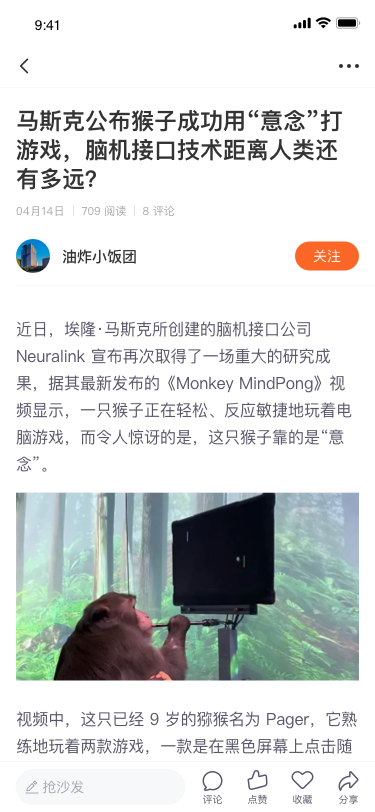 9:41
马斯克公布猴子成功用“意念”打
游戏，脑机接口技术距离人类还
有多远？
04月14日 709 阅读 8 评论
油炸小饭团
关注
近日，埃隆·马斯克所创建的脑机接口公司
Neuralink 宣布再次取得了一场重大的研究成
果，据其最新发布的《Monkey MindPong》视
频显示，一只猴子正在轻松、反应敏捷地玩着电
脑游戏，而令人惊讶的是，这只猴子靠的是“意
念”。
视频中，这只已经 9 岁的猕猴名为 Pager，它熟
练地玩着两款游戏，一款是在黑色屏幕上点击随
抢沙发
评论
点赞
收藏
分享